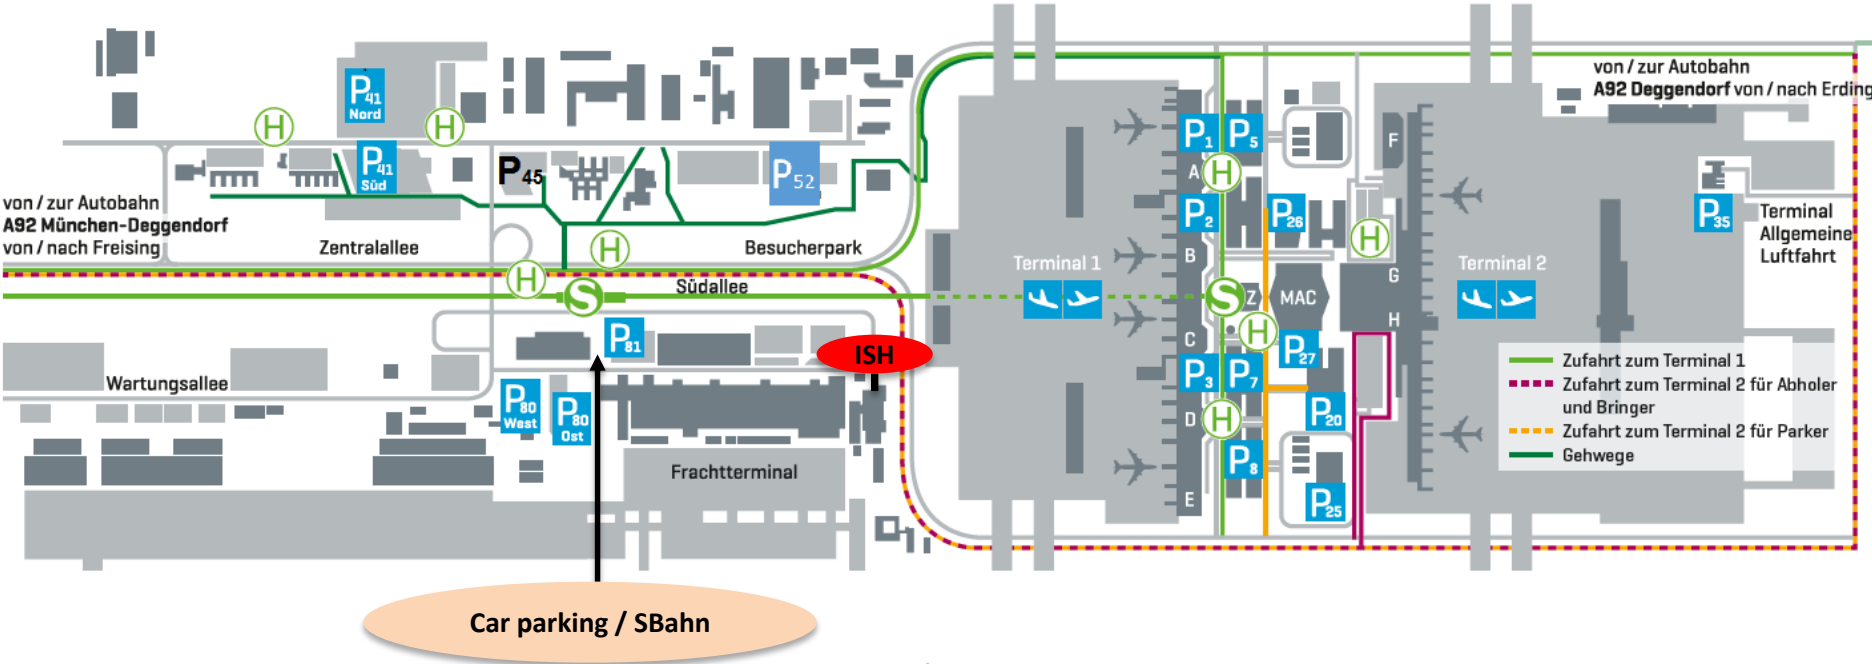 von / zur Autobahn
A92 Deggendorf von / nach Erding
P41
Nord
H
H
P41
Süd
P45
P52
P1
P5
F
A
H
von / zur Autobahn
A92 München-Deggendorf
von / nach Freising
P2
P26
P35
Terminal
Allgemeine
Luftfahrt
Zentralallee
H
Besucherpark
H
B
H
Terminal 1
Terminal 2
G
H
S
Südallee
S
Z
MAC
H
P81
ISH
C
H
P27
Zufahrt zum Terminal 1
Wartungsallee
P3
P7
Zufahrt zum Terminal 2 für Abholer
und Bringer
P80
West
P80
Ost
D
H
P20
Zufahrt zum Terminal 2 für Parker
Gehwege
Frachtterminal
P8
E
P25
Car parking / SBahn